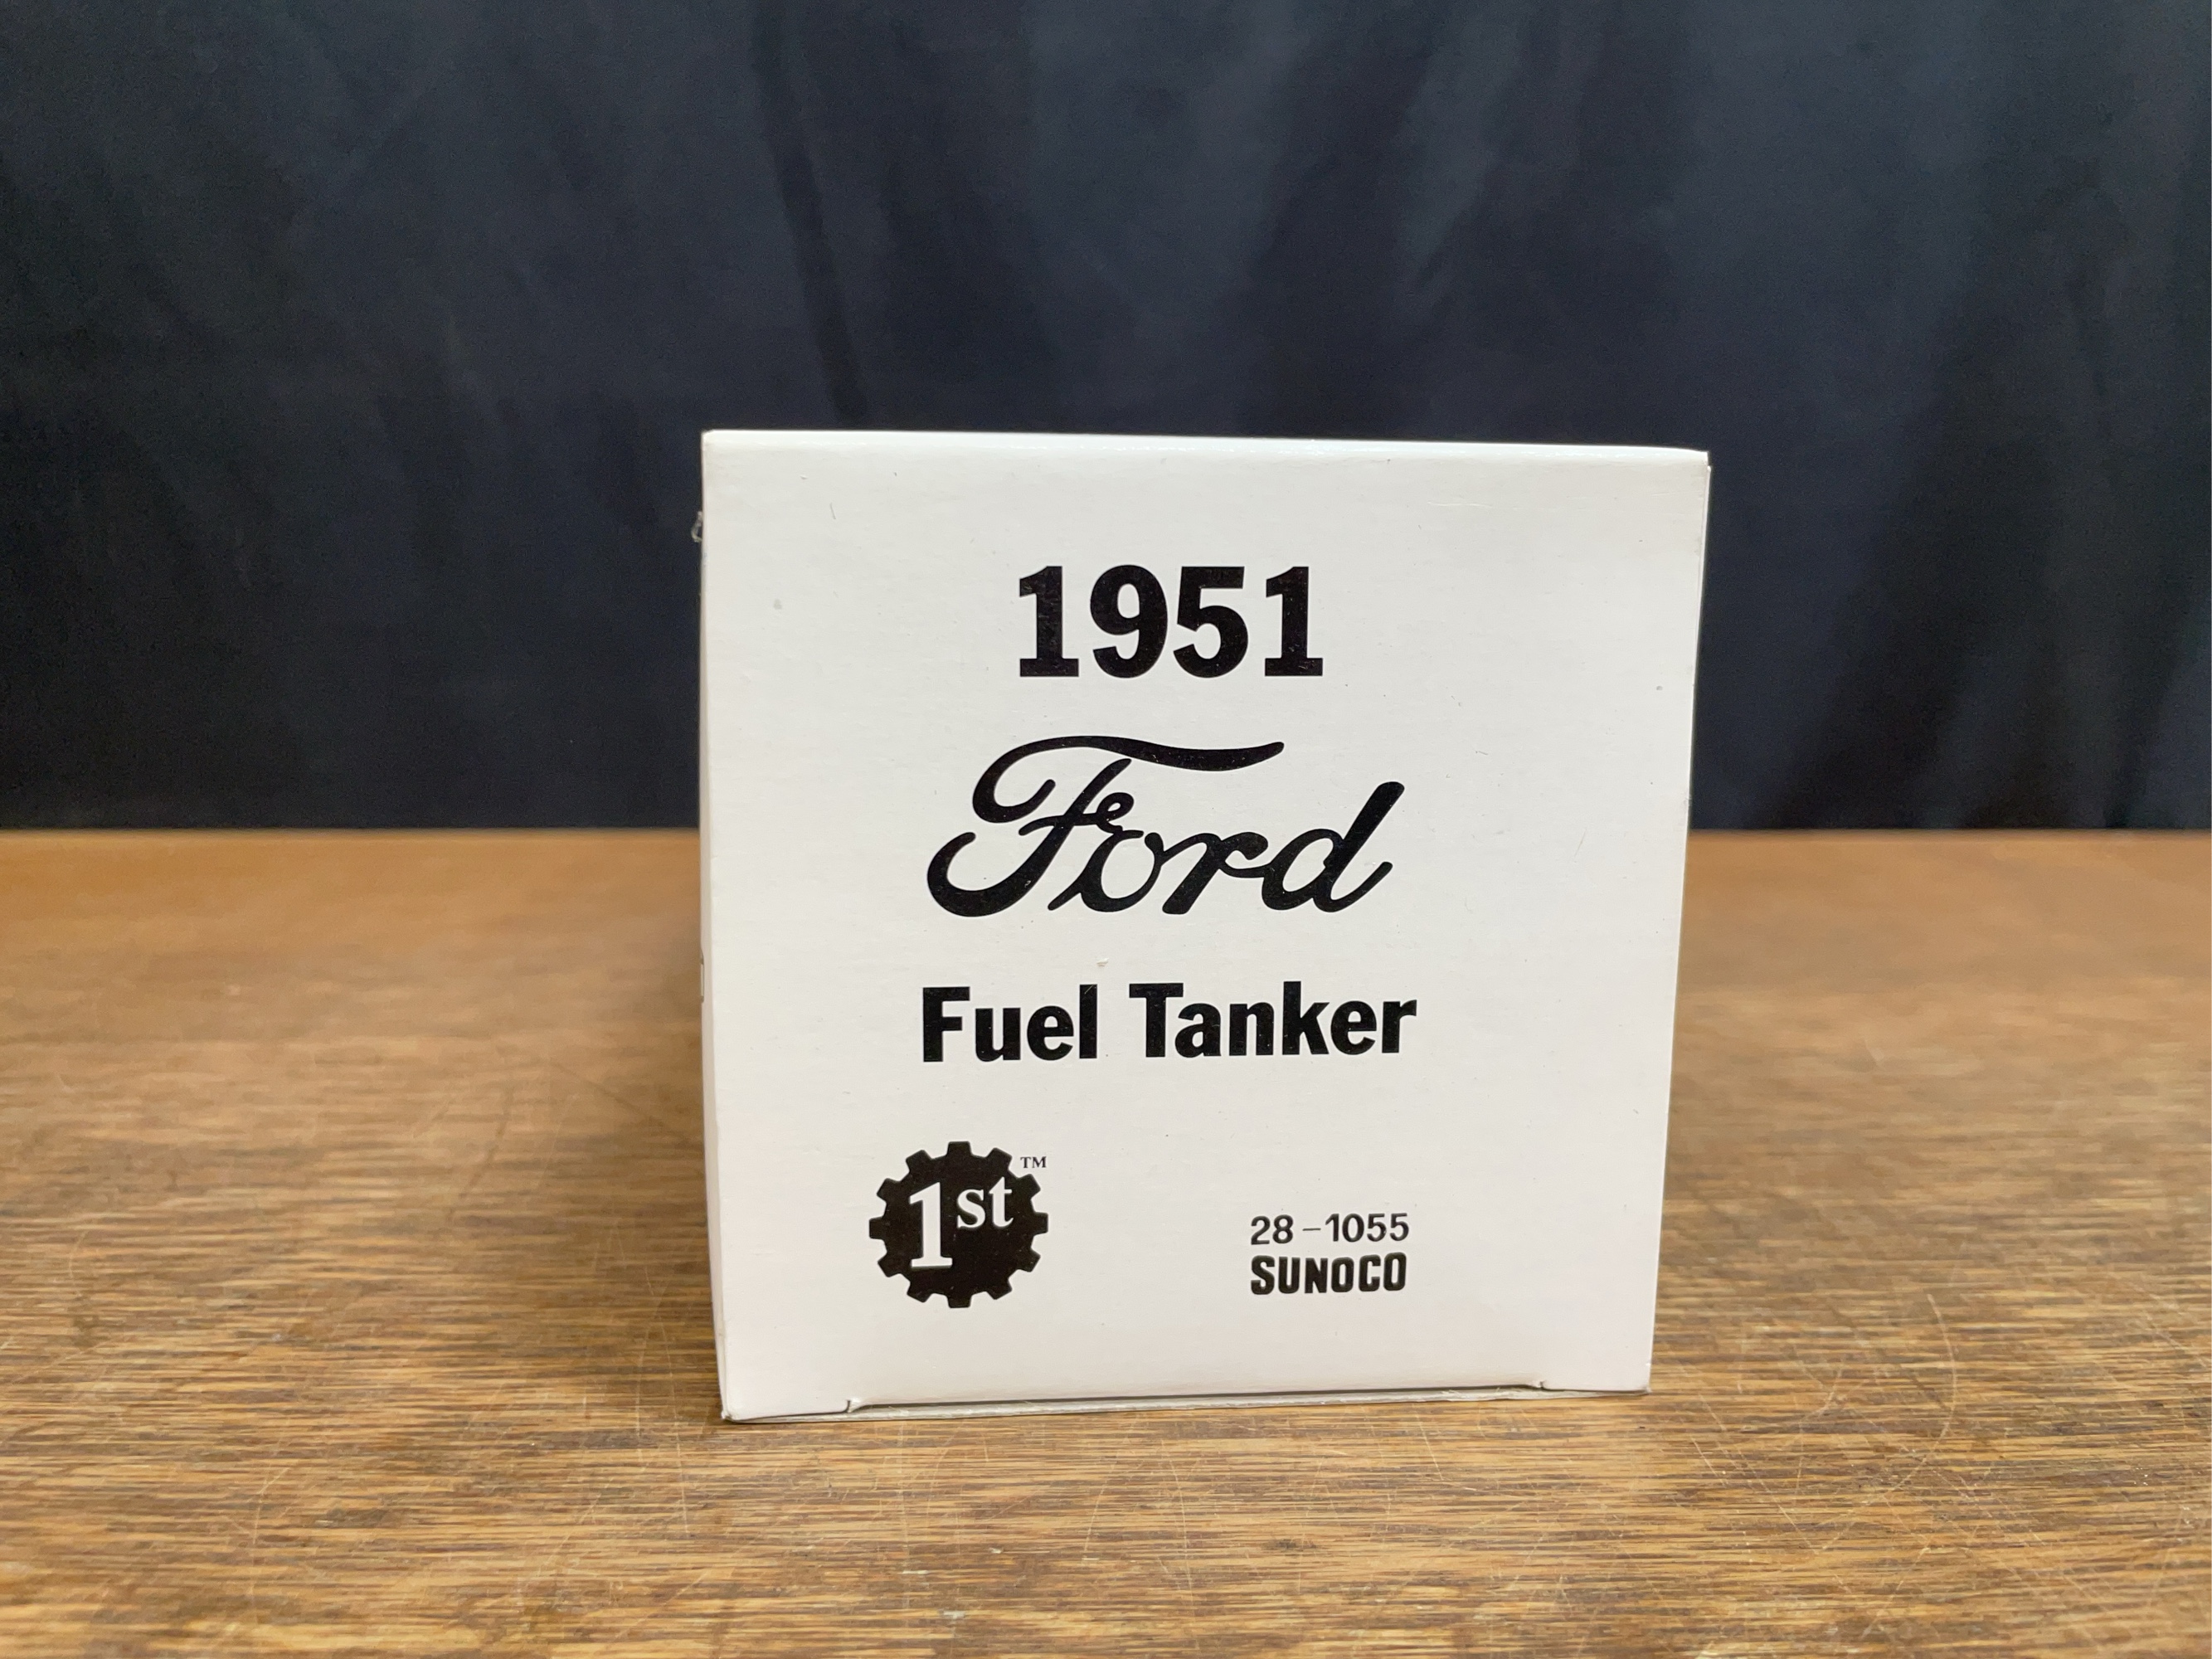 1951
Ford
Fuel Tanker
1st™
28-1055
SUNOCO